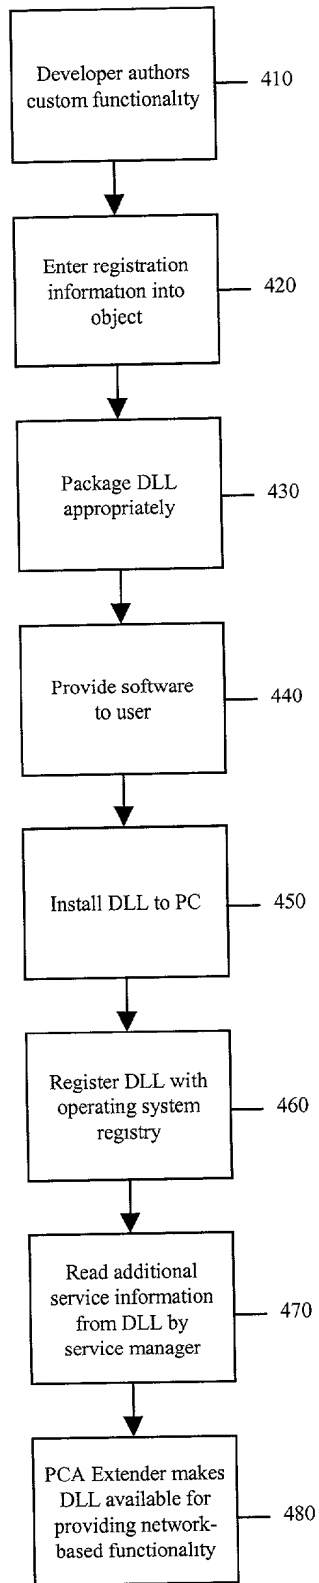 Developer authors
custom functionality
410
Enter registration
information into
object
420
Package DLL
appropriately
430
Provide software
to user
440
Install DLL to PC
450
Register DLL with
operating system
registry
460
Read additional
service information
from DLL by
service manager
470
PCA Extender makes
DLL available for
providing network-
based functionality
480